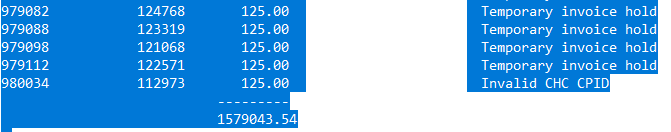 979082 124768 125.00 Temporary invoice hold
979088 123319 125.00 Temporary invoice hold
979098 121068 125.00 Temporary invoice hold
979112 122571 125.00 Temporary invoice hold
980034 112973 125.00 Invalid CHC CPID
---------
1579043.54